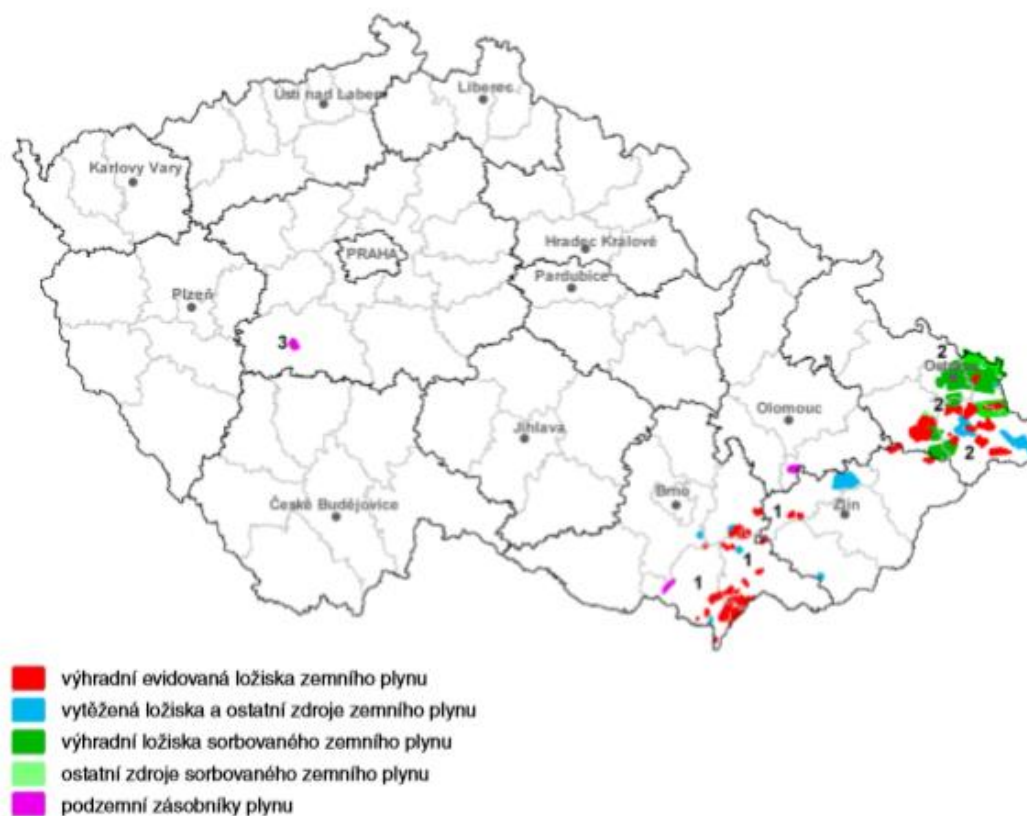 Ústí nad Labem
Liberec
Karlovy Vary
PRAHA
Hradec Králové
Pardubice
Plzeň
3
2
2
Olomouc
2
Jihlava
Brno
Zlín
České Budějovice
1
1
1
výhradní evidovaná ložiska zemního plynu
vytěžená ložiska a ostatní zdroje zemního plynu
výhradní ložiska sorbovaného zemního plynu
ostatní zdroje sorbovaného zemního plynu
podzemní zásobníky plynu